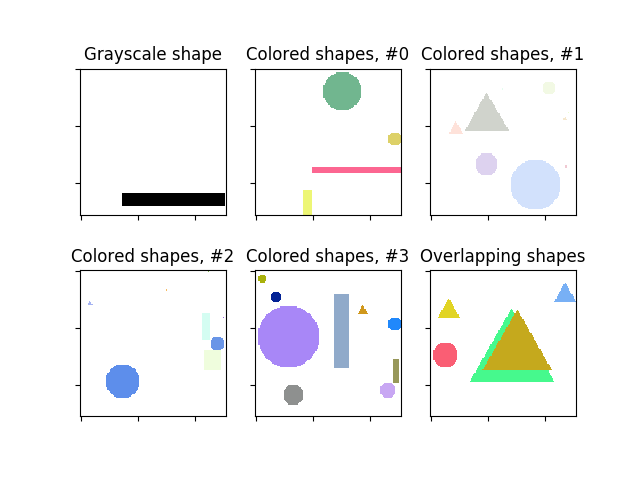 Grayscale shape
Colored shapes, #0
Colored shapes, #1
Colored shapes, #2
Colored shapes, #3
Overlapping shapes